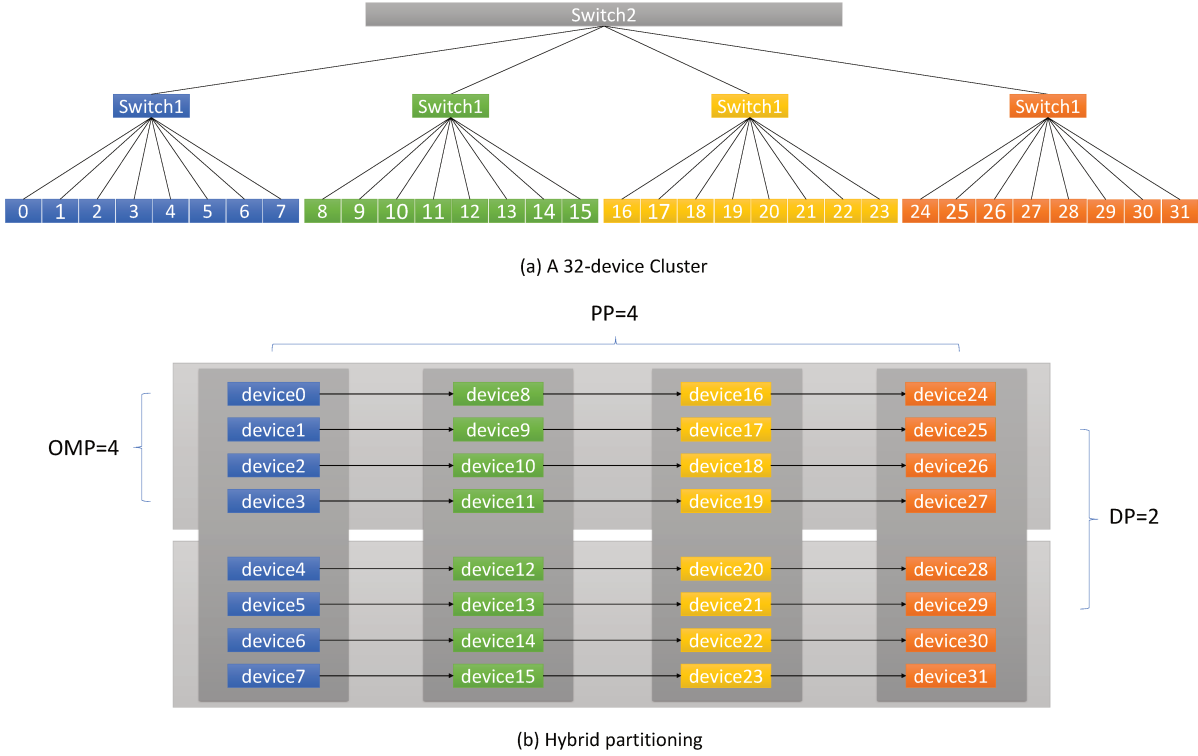 Switch2
Switch1 Switch1 Switch1 Switch1
0 1 2 3 4 5 6 7 8 9 10 11 12 13 14 15 16 17 18 19 20 21 22 23 24 25 26 27 28 29 30 31
(a) A 32-device Cluster
PP=4
device0 device8 device16 device24
device1 device9 device17 device25
OMP=4
device2 device10 device18 device26
device3 device11 device19 device27
DP=2
device4 device12 device20 device28
device5 device13 device21 device29
device6 device14 device22 device30
device7 device15 device23 device31
(b) Hybrid partitioning